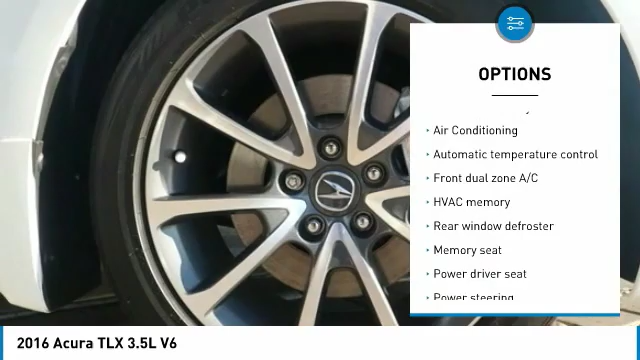 OPTIONS
Air Conditioning
Automatic temperature control
Front dual zone A/C
HVAC memory
Rear window defroster
Memory seat
Power driver seat
Power steering
2016 Acura TLX 3.5L V6